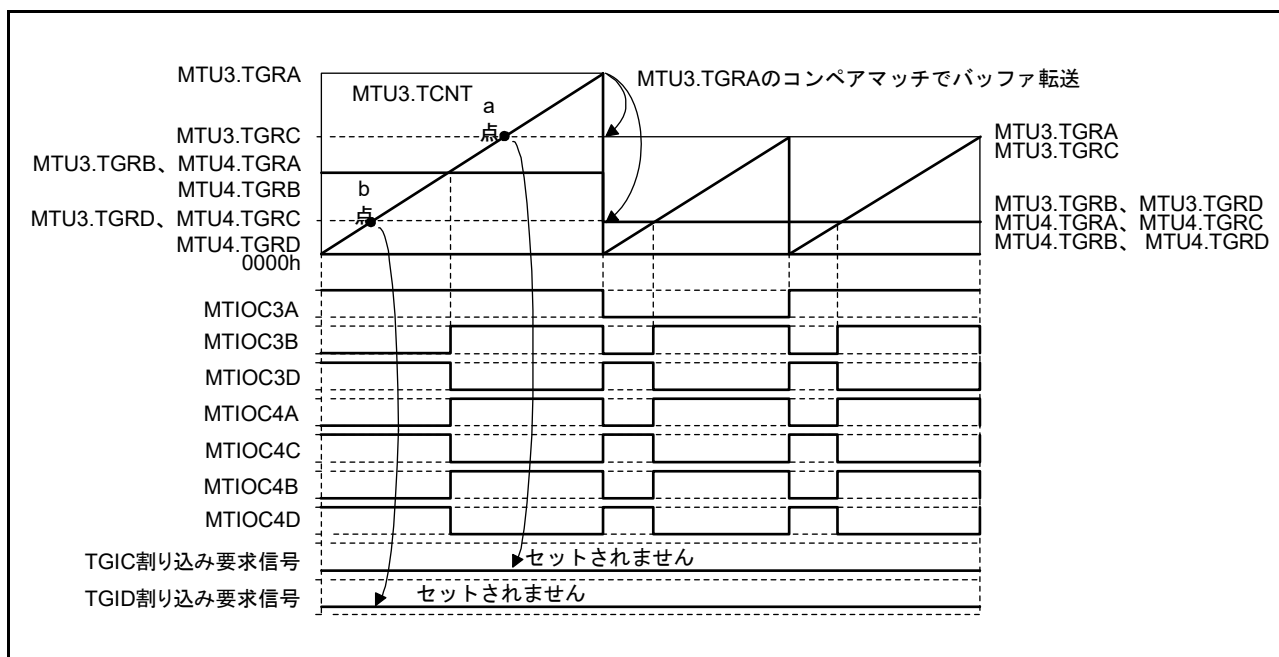 MTU3.TGRA
MTU3.TCNT
MTU3.TGRAのコンペアマッチでバッファ転送
a
点
MTU3.TGRC
MTU3.TGRB、MTU4.TGRA
MTU4.TGRB
b
点
MTU3.TGRD、MTU4.TGRC
MTU4.TGRD
0000h
MTU3.TGRA
MTU3.TGRC
MTU3.TGRB、MTU3.TGRD
MTU4.TGRA、MTU4.TGRC
MTU4.TGRB、 MTU4.TGRD
MTIOC3A
MTIOC3B
MTIOC3D
MTIOC4A
MTIOC4C
MTIOC4B
MTIOC4D
TGIC割り込み要求信号
セットされません
TGID割り込み要求信号
セットされません